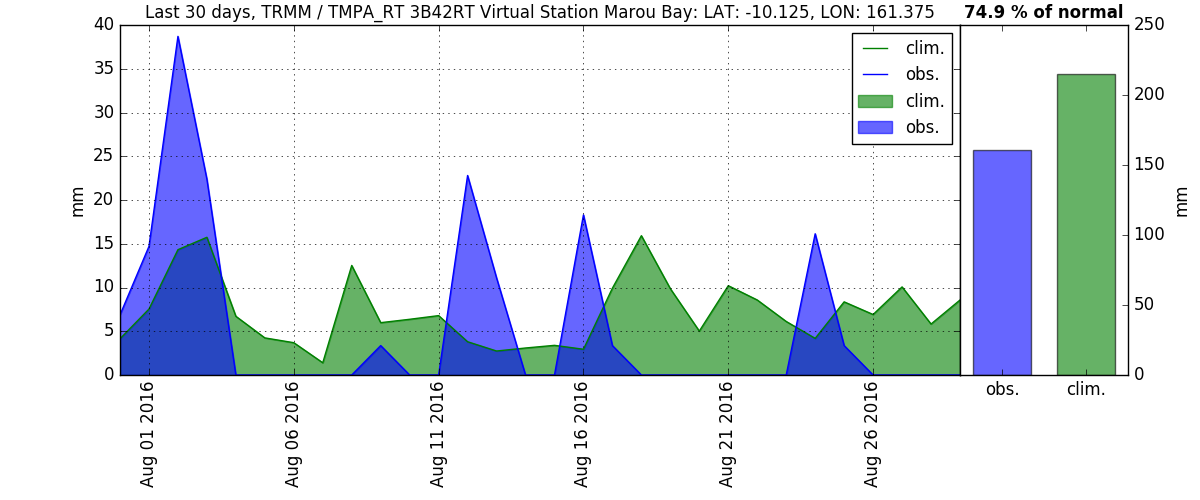 Last 30 days, TRMM / TMPA_RT 3B42RT Virtual Station Marou Bay: LAT: -10.125, LON: 161.375
74.9 % of normal
40
35
30
25
20
15
10
5
0
mm
clim.
obs.
clim.
obs.
Aug 01 2016
Aug 06 2016
Aug 11 2016
Aug 16 2016
Aug 21 2016
Aug 26 2016
250
200
150
100
50
0
mm
obs.
clim.